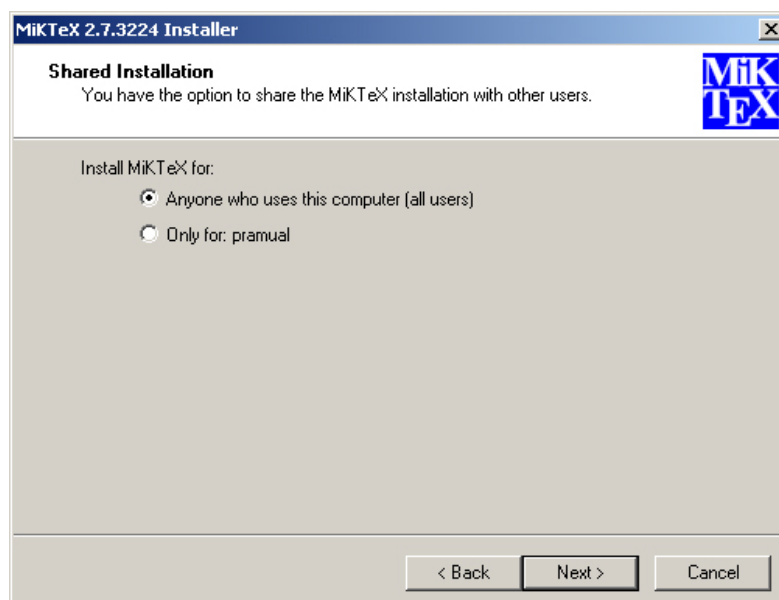 MiKTeX 2.7.3224 Installer
Shared Installation
You have the option to share the MiKTeX installation with other users.
MiK
TEX
Install MiKTeX for:
Anyone who uses this computer (all users)
Only for: pramual
< Back Next > Cancel